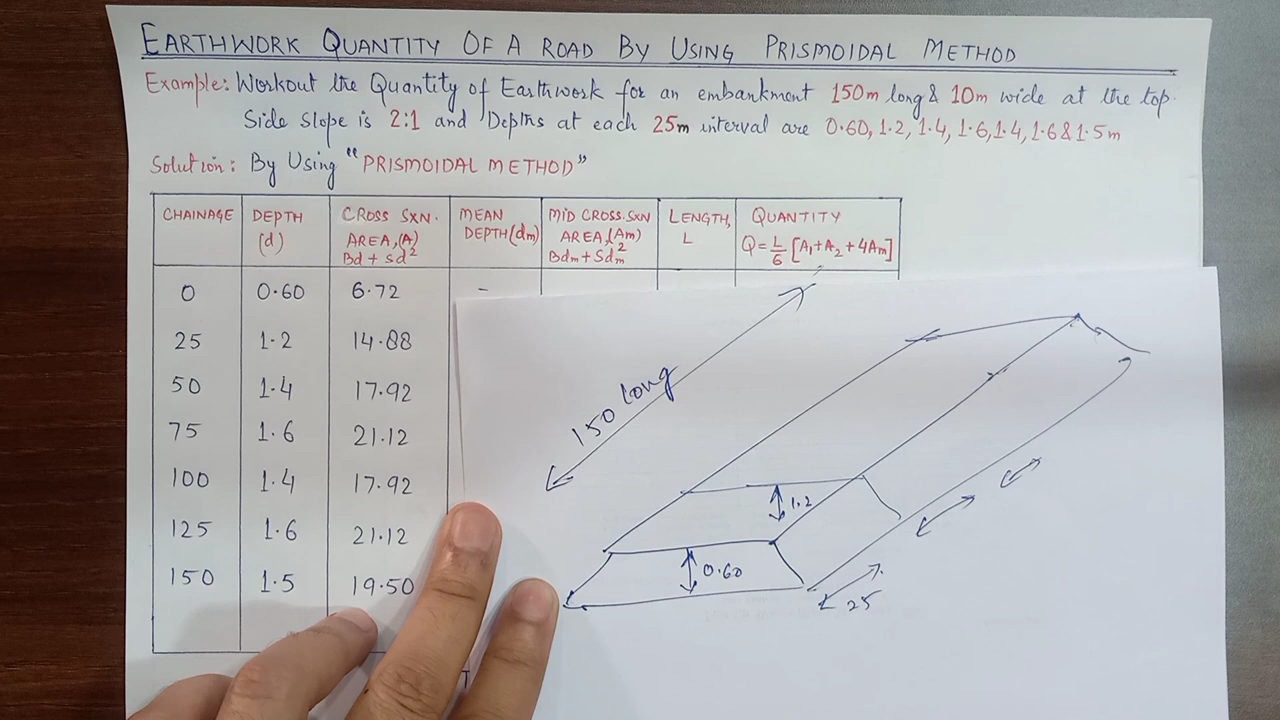 EARTHWORK QUANTITY OF A ROAD BY USING PRISMOIDAL METHOD
Example: Workout the Quantity of Earthwork for an embankment 150m long & 10m wide at the top.
Side Slope is 2:1 and Depths at each 25m interval are 0.60, 1.2, 1.4, 1.6, 1.4, 1.6 & 1.5m
Solution: By Using "PRISMOIDAL METHOD"
CHAINAGE DEPTH (d) CROSS SXN. AREA,(A) Bd + Sd² MEAN DEPTH(dm) MID CROSS.SXN AREA,(Am) Bdm + Sdm² LENGTH, L QUANTITY Q = L/6 [A1+A2+4Am]
0 0.60 6.72 -
25 1.2 14.88
50 1.4 17.92
75 1.6 21.12
100 1.4 17.92
125 1.6 21.12
150 1.5 19.50
150 long
1.2
0.60
25